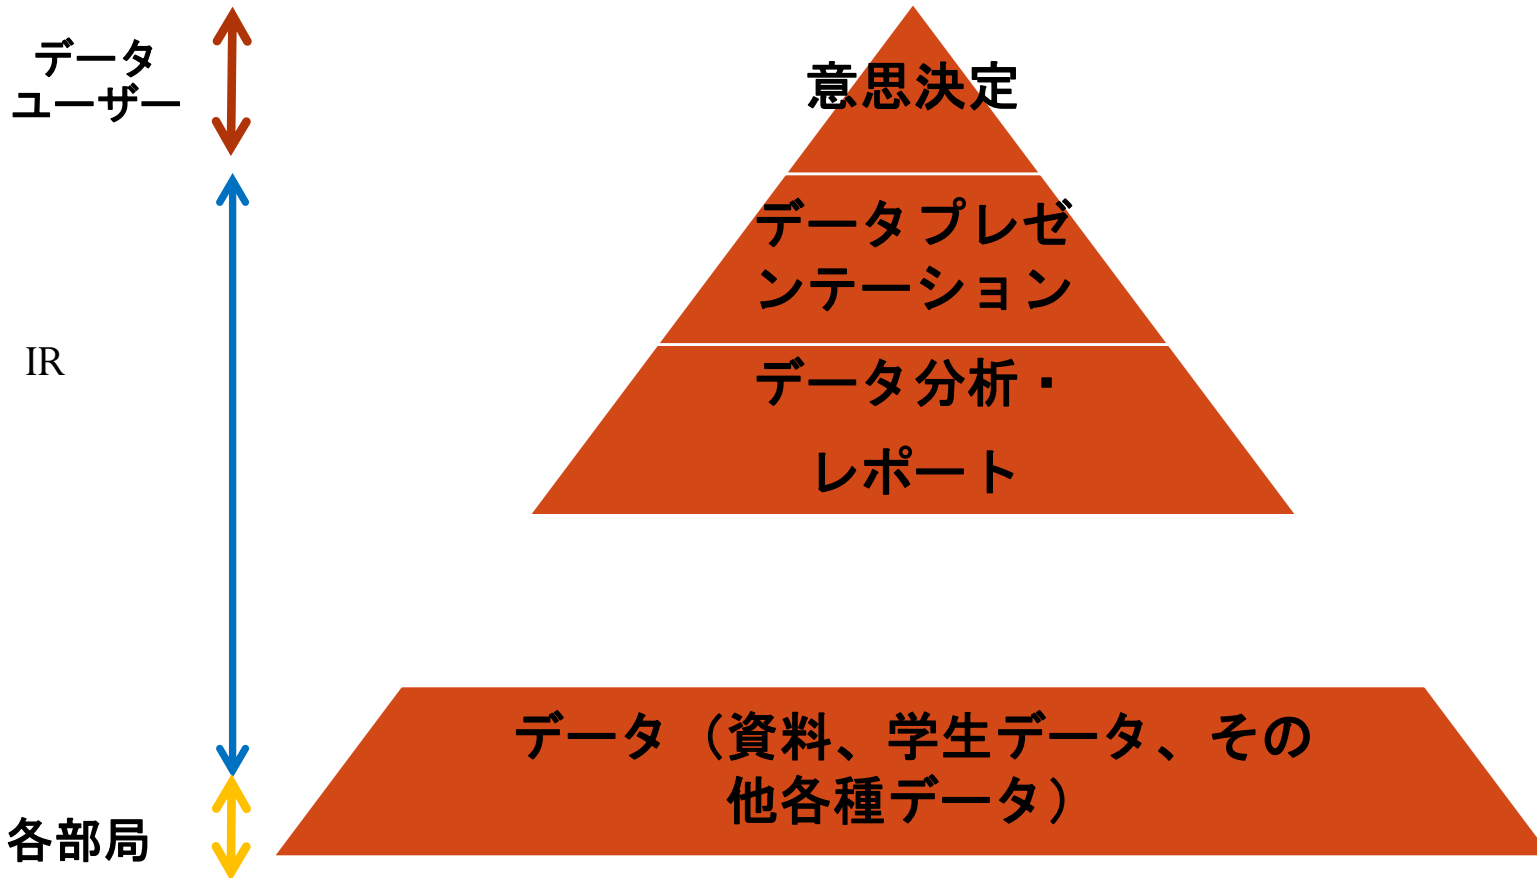 データ
ユーザー
意思決定
データプレゼ
ンテーション
IR
データ分析・
レポート
データ（資料、学生データ、その
他各種データ）
各部局